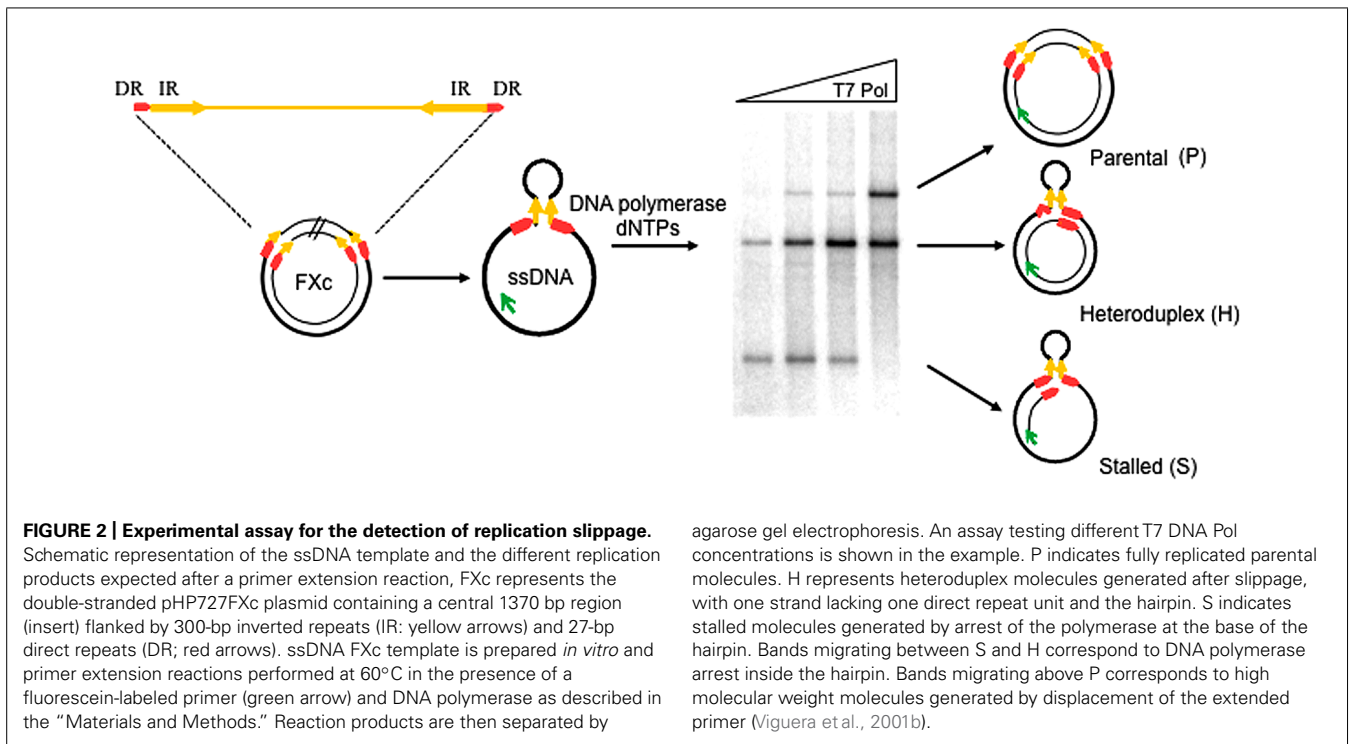 DR IR
IR DR
FXc
ssDNA
DNA polymerase
dNTPs
T7 Pol
Parental (P)
Heteroduplex (H)
Stalled (S)
FIGURE 2 | Experimental assay for the detection of replication slippage.
Schematic representation of the ssDNA template and the different replication
products expected after a primer extension reaction, FXc represents the
double-stranded pHP727FXc plasmid containing a central 1370 bp region
(insert) flanked by 300-bp inverted repeats (IR: yellow arrows) and 27-bp
direct repeats (DR; red arrows). ssDNA FXc template is prepared in vitro and
primer extension reactions performed at 60°C in the presence of a
fluorescein-labeled primer (green arrow) and DNA polymerase as described in
the “Materials and Methods.” Reaction products are then separated by
agarose gel electrophoresis. An assay testing different T7 DNA Pol
concentrations is shown in the example. P indicates fully replicated parental
molecules. H represents heteroduplex molecules generated after slippage,
with one strand lacking one direct repeat unit and the hairpin. S indicates
stalled molecules generated by arrest of the polymerase at the base of the
hairpin. Bands migrating between S and H correspond to DNA polymerase
arrest inside the hairpin. Bands migrating above P corresponds to high
molecular weight molecules generated by displacement of the extended
primer (Viguera et al., 2001b).